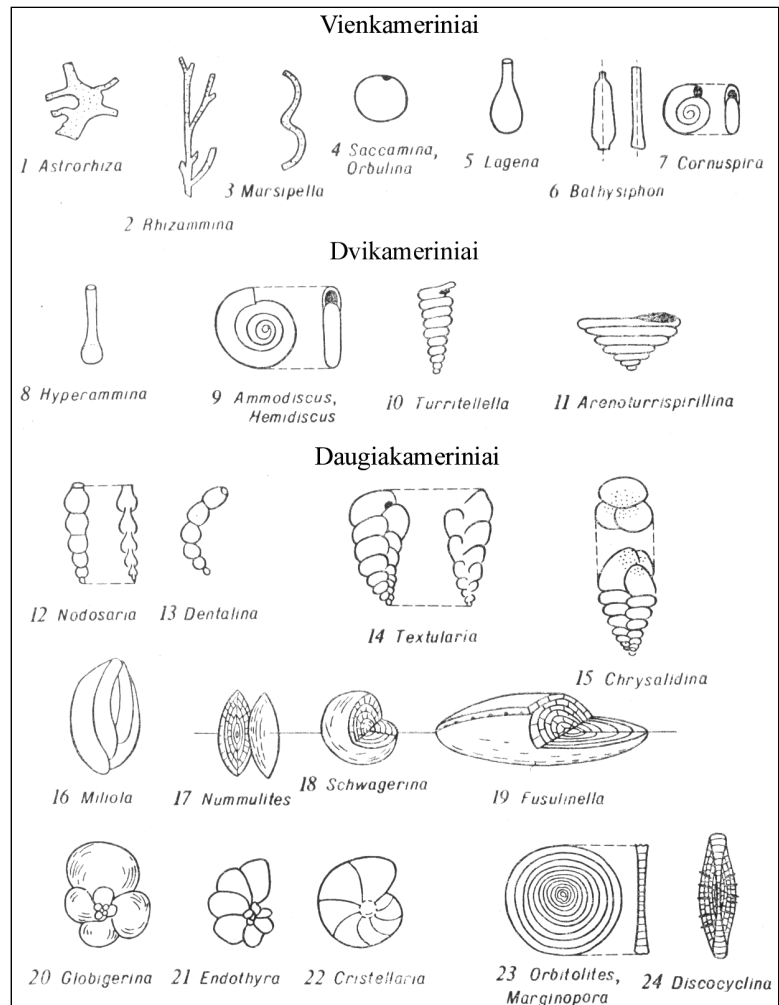 Vienkameriniai
1 Astrorhiza
2 Rhizammina
3 Marsipella
4 Saccamina,
Orbulina
5 Lagena
6 Bathysiphon
7 Cornuspira
Dvikameriniai
8 Hyperammina
9 Ammodiscus,
Hemidiscus
10 Turritellella
11 Arenoturrispirillina
Daugiakameriniai
12 Nodosaria
13 Dentalina
14 Textularia
15 Chrysalidina
16 Miliola
17 Nummulites
18 Schwagerina
19 Fusulinella
20 Globigerina
21 Endothyra
22 Cristellaria
23 Orbitolites,
Marginopora
24 Discocyclina